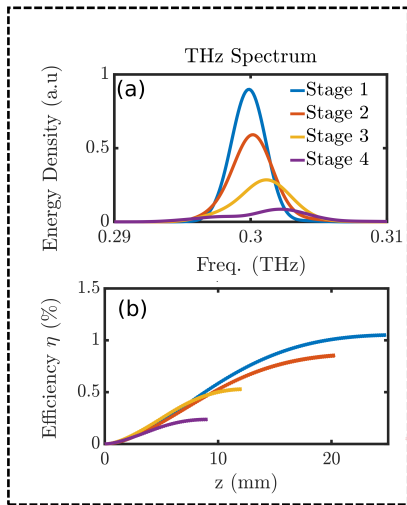 THz Spectrum
Energy Density (a.u)
1
0.5
0
(a)
Stage 1
Stage 2
Stage 3
Stage 4
0.29
0.3
0.31
Freq. (THz)
Efficiency η (%)
1.5
1
0.5
0
(b)
0
10
20
z (mm)